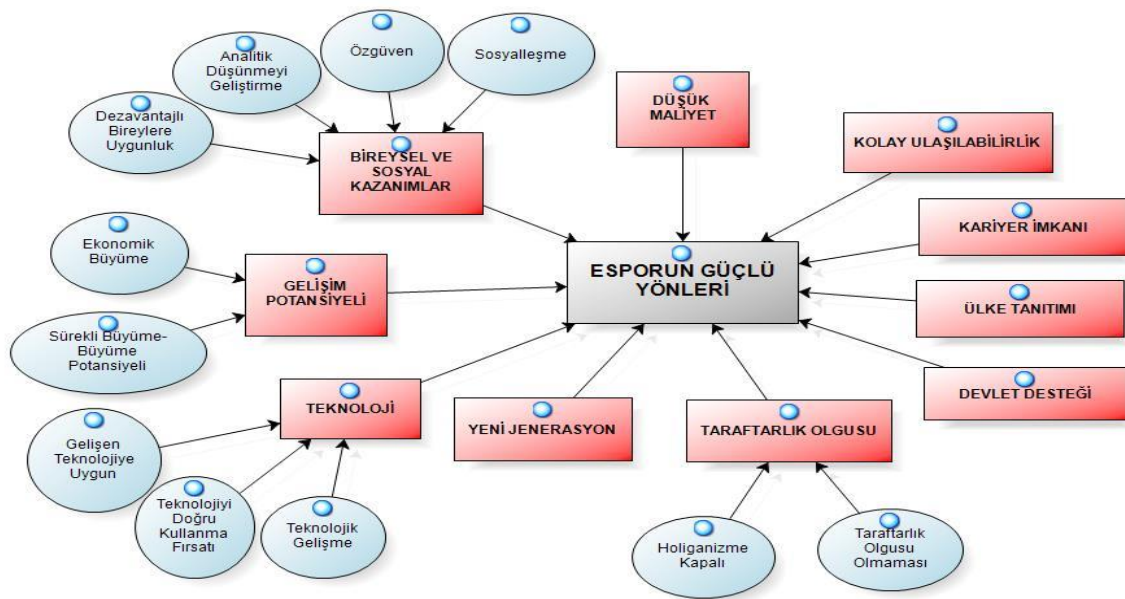 Analitik
Düşünmeyi
Geliştirme
Özgüven
Sosyalleşme
Dezavantajlı
Bireylere
Uygunluk
BİREYSEL VE
SOSYAL
KAZANIMLAR
DÜŞÜK
MALİYET
KOLAY ULAŞILABİLİRLİK
KARİYER İMKANI
Ekonomik
Büyüme
GELİŞİM
POTANSİYELİ
ESPORUN GÜÇLÜ
YÖNLERİ
ÜLKE TANITIMI
Sürekli Büyüme-
Büyüme
Potansiyeli
DEVLET DESTEĞİ
TEKNOLOJİ
YENİ JENERASYON
TARAFTARLIK OLGUSU
Gelişen
Teknolojiye
Uygun
Teknolojiyi
Doğru
Kullanma
Fırsatı
Teknolojik
Gelişme
Holiganizme
Kapalı
Taraftarlık
Olgusu
Olmaması